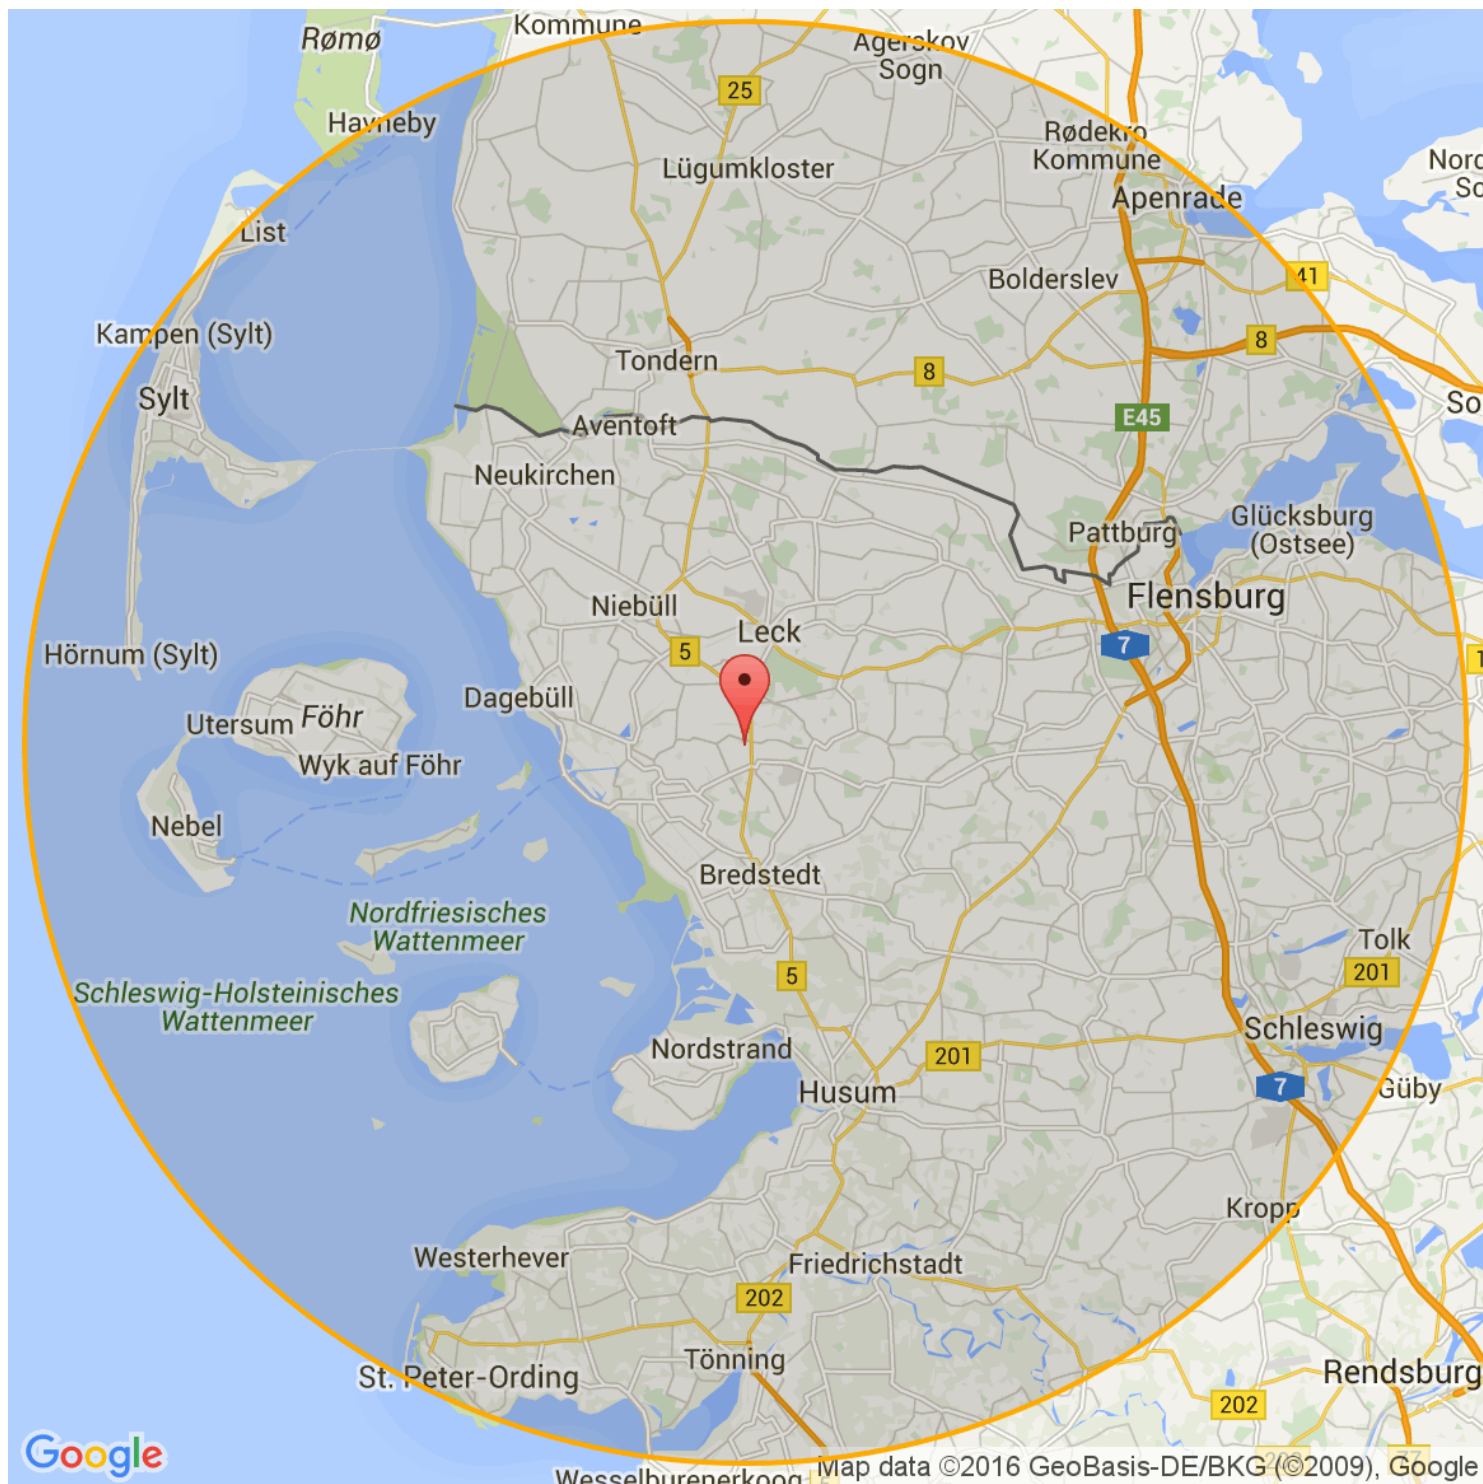 Kommune
Rømø
Agerskov
Sogn
25
Havneby
Rødekro
Kommune
Lügumkloster
Apenrade
List
Bolderslev
41
Kampen (Sylt)
8
Tondern
8
Sylt
E45
Aventoft
Neukirchen
Pattburg
Glücksburg
(Ostsee)
Niebüll
Flensburg
Leck
7
5
Hörnum (Sylt)
Dagebüll
Utersum
Föhr
Wyk auf Föhr
Nebel
Bredstedt
Nordfriesisches
Wattenmeer
Tolk
201
5
Schleswig-Holsteinisches
Wattenmeer
Schleswig
Nordstrand
201
Husum
7
Güby
Kropp
Westerhever
Friedrichstadt
202
Tönning
St. Peter-Ording
Rendsburg
202
Google
Wesselburenerkoog
Map data ©2016 GeoBasis-DE/BKG (©2009), Google